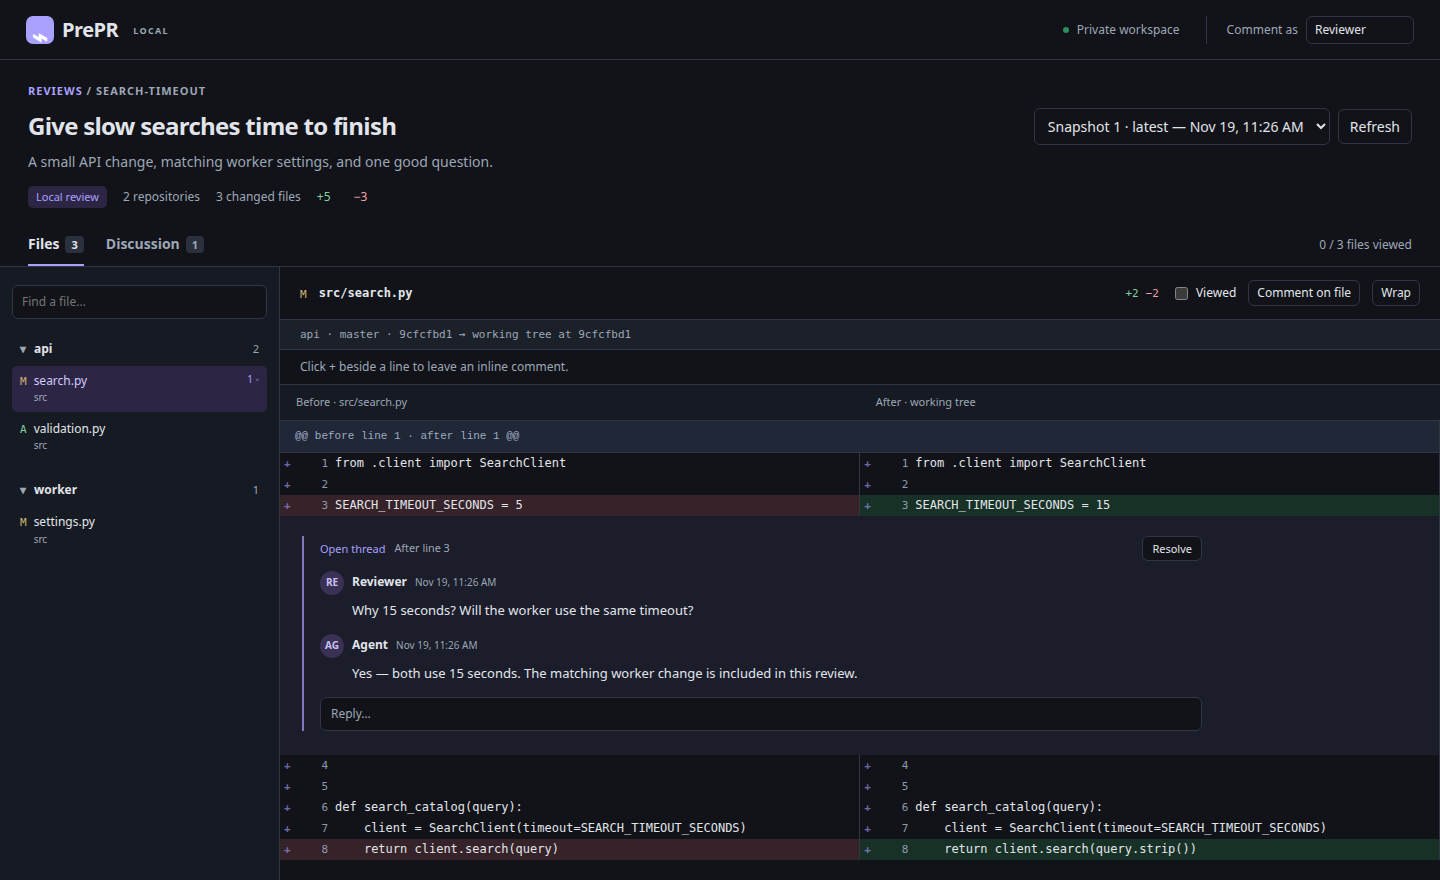 PrePR LOCAL
Private workspace
Comment as Reviewer
REVIEWS / SEARCH-TIMEOUT
Give slow searches time to finish
Snapshot 1 · latest — Nov 19, 11:26 AM
Refresh
A small API change, matching worker settings, and one good question.
Local review 2 repositories 3 changed files +5 −3
Files 3 Discussion 1
0 / 3 files viewed
Find a file...
▼ api 2
M search.py 1 ·
src
A validation.py
src
▼ worker 1
M settings.py
src
M src/search.py
+2 −2 Viewed Comment on file Wrap
api · master · 9cfcfbd1 → working tree at 9cfcfbd1
Click + beside a line to leave an inline comment.
Before · src/search.py After · working tree
@@ before line 1 · after line 1 @@
+ 1 from .client import SearchClient + 1 from .client import SearchClient
+ 2 + 2
+ 3 SEARCH_TIMEOUT_SECONDS = 5 + 3 SEARCH_TIMEOUT_SECONDS = 15
Open thread After line 3 Resolve
RE Reviewer Nov 19, 11:26 AM
Why 15 seconds? Will the worker use the same timeout?
AG Agent Nov 19, 11:26 AM
Yes — both use 15 seconds. The matching worker change is included in this review.
Reply...
+ 4 + 4
+ 5 + 5
+ 6 def search_catalog(query): + 6 def search_catalog(query):
+ 7 client = SearchClient(timeout=SEARCH_TIMEOUT_SECONDS) + 7 client = SearchClient(timeout=SEARCH_TIMEOUT_SECONDS)
+ 8 return client.search(query) + 8 return client.search(query.strip())